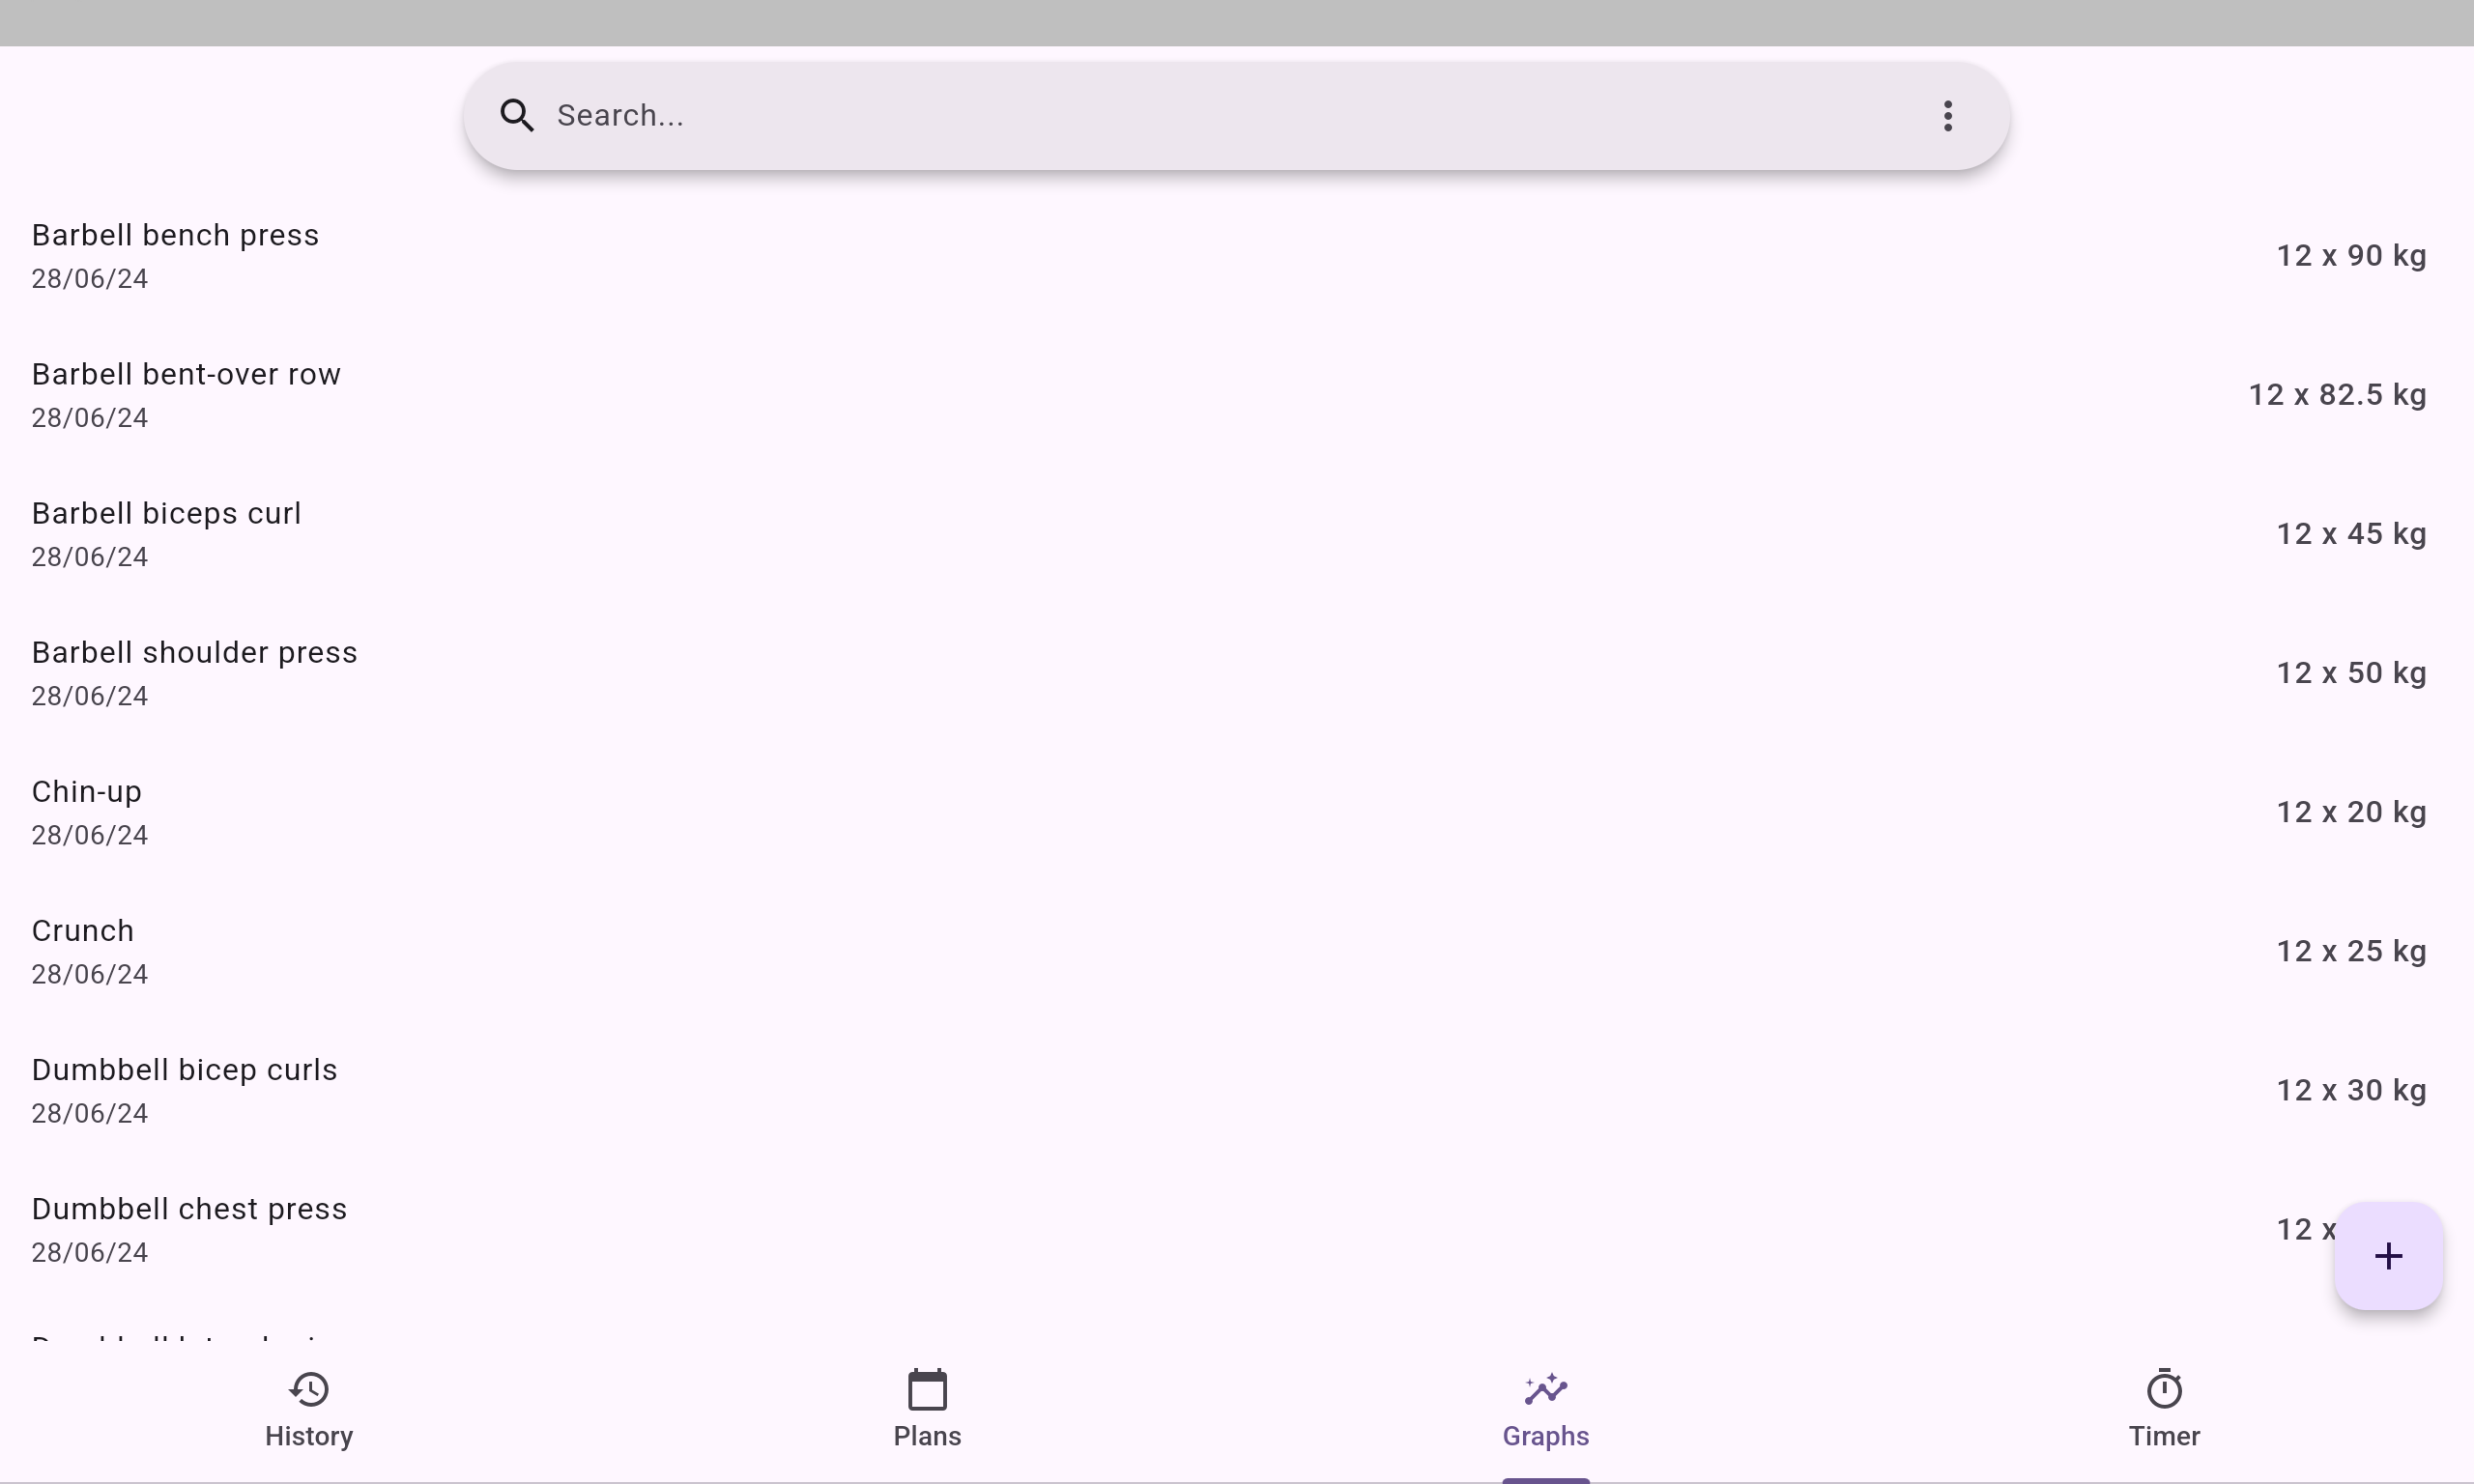 Search...
Barbell bench press
28/06/24
12 x 90 kg
Barbell bent-over row
28/06/24
12 x 82.5 kg
Barbell biceps curl
28/06/24
12 x 45 kg
Barbell shoulder press
28/06/24
12 x 50 kg
Chin-up
28/06/24
12 x 20 kg
Crunch
28/06/24
12 x 25 kg
Dumbbell bicep curls
28/06/24
12 x 30 kg
Dumbbell chest press
28/06/24
12 x
Dumbbell
History
Plans
Graphs
Timer